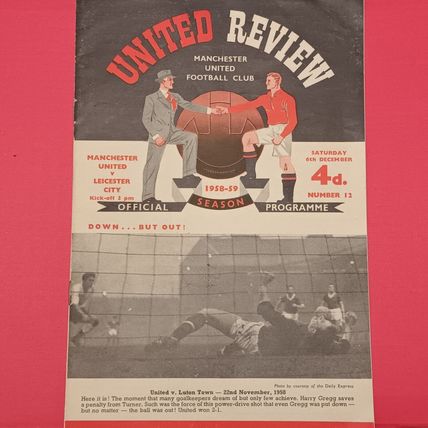 UNITED REVIEW
MANCHESTER
UNITED
FOOTBALL CLUB
MANCHESTER
UNITED
v
LEICESTER
CITY
Kick-off 2 pm
SATURDAY
6th DECEMBER
4d.
NUMBER 12
1958-59
SEASON
OFFICIAL PROGRAMME
DOWN...BUT OUT!
Photo by courtesy of the Daily Express
United v. Luton Town — 22nd November, 1958
Here it is! The moment that many goalkeepers dream of but only few achieve. Harry Gregg saves
a penalty from Turner. Such was the force of this power-drive shot that even Gregg was put down —
but no matter — the ball was out! United won 2-1.